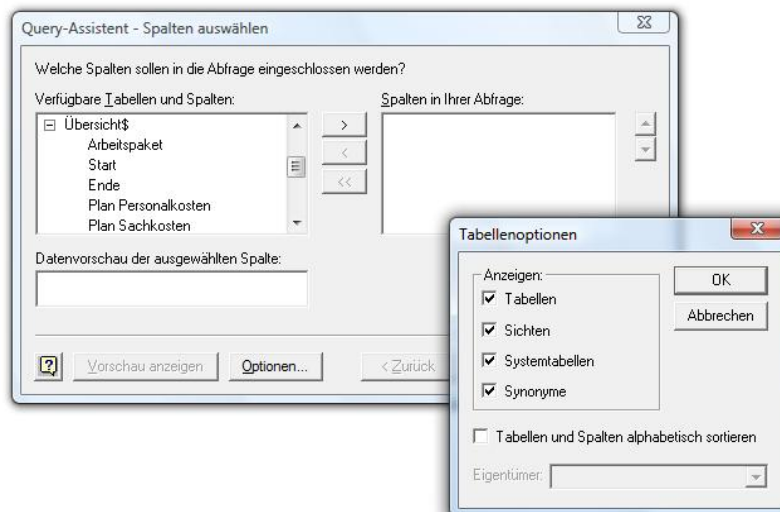 Query-Assistent - Spalten auswählen
Welche Spalten sollen in die Abfrage eingeschlossen werden?
Verfügbare Tabellen und Spalten:
Spalten in Ihrer Abfrage:
Übersicht$
Arbeitspaket
Start
Ende
Plan Personalkosten
Plan Sachkosten
>
<
<<
Datenvorschau der ausgewählten Spalte:
Vorschau anzeigen
Optionen...
< Zurück
Tabellenoptionen
Anzeigen:
Tabellen
Sichten
Systemtabellen
Synonyme
OK
Abbrechen
Tabellen und Spalten alphabetisch sortieren
Eigentümer: